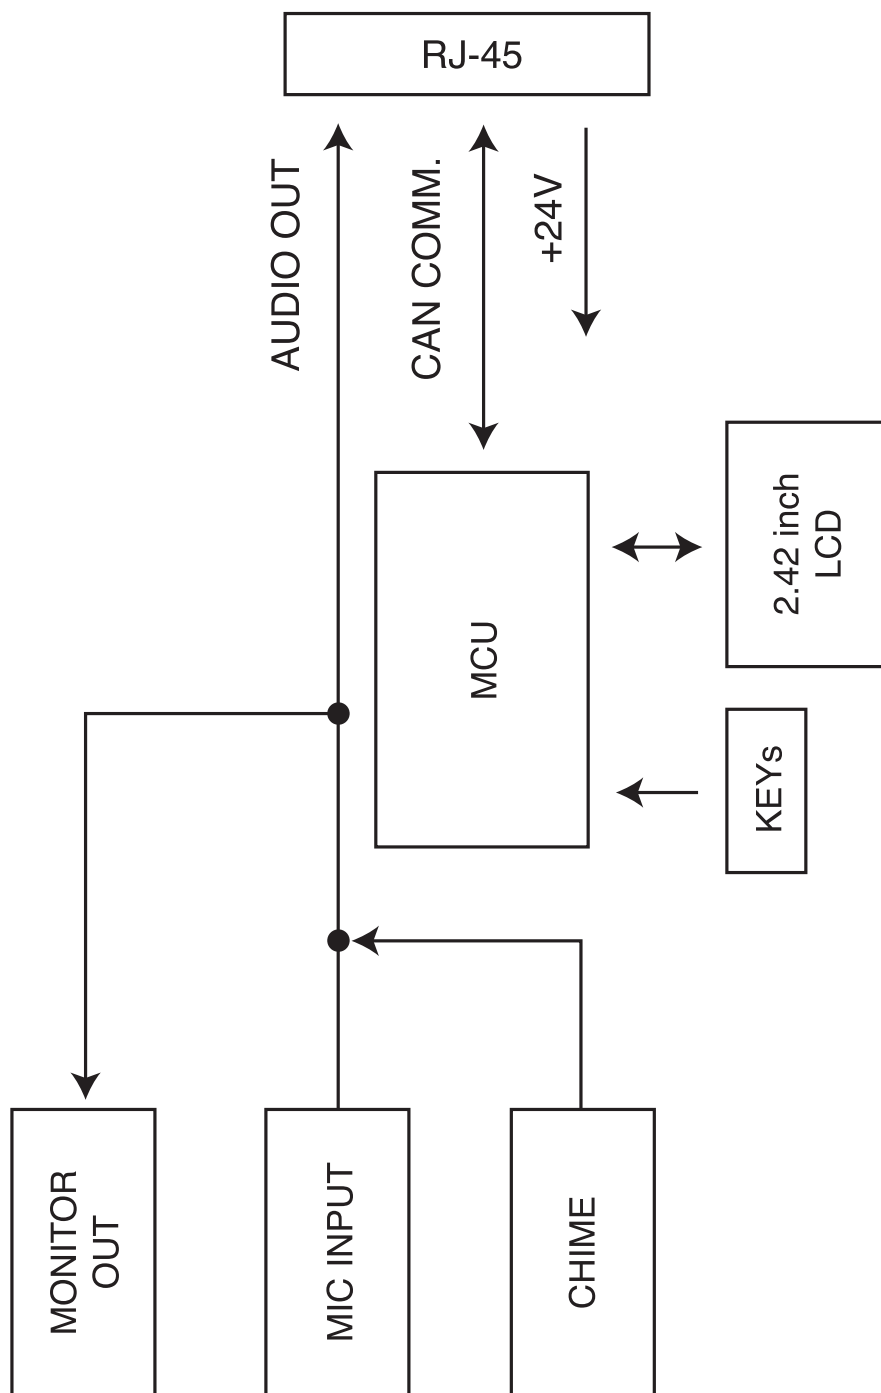 RJ-45
AUDIO OUT
CAN COMM.
+24V
2.42 inch
LCD
MCU
KEYs
MONITOR
OUT
MIC INPUT
CHIME